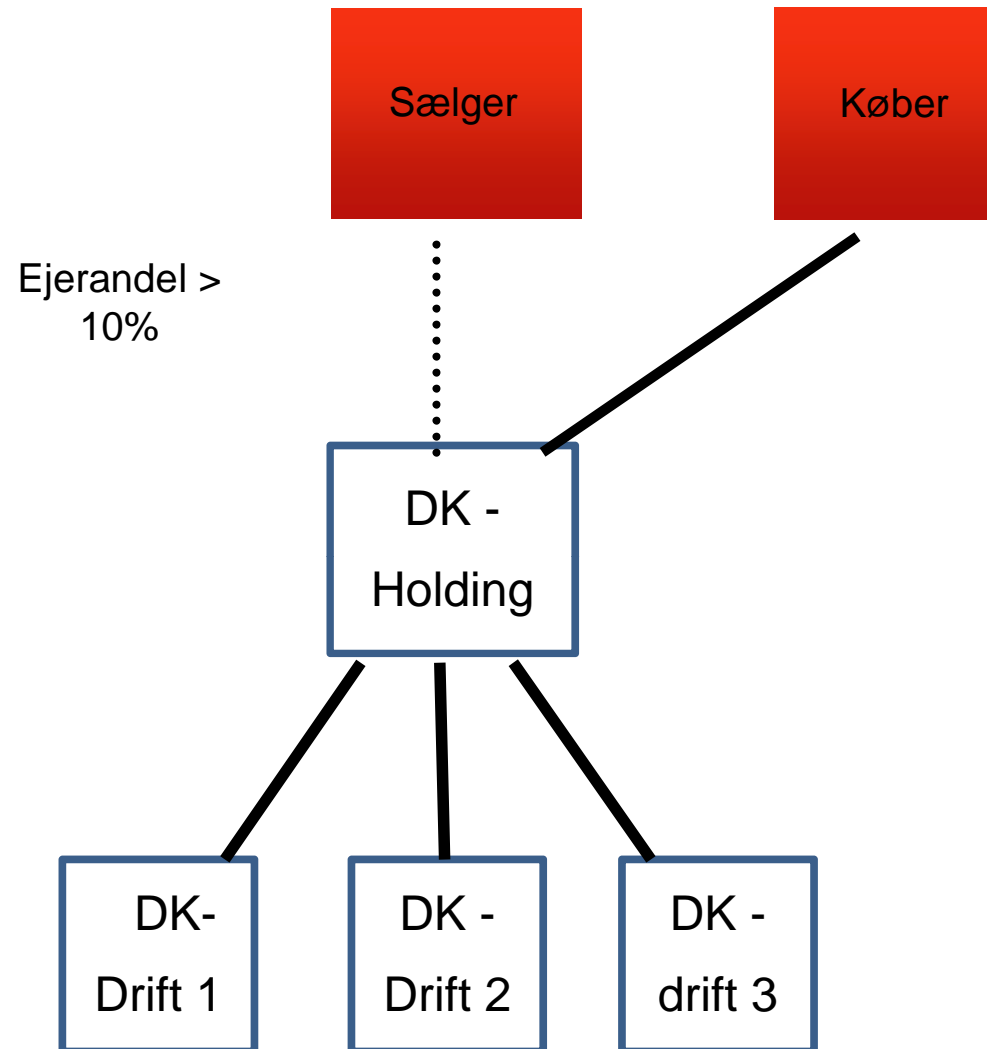 Sælger
Køber
Ejerandel >
10%
DK -
Holding
DK-
Drift 1
DK -
Drift 2
DK -
drift 3